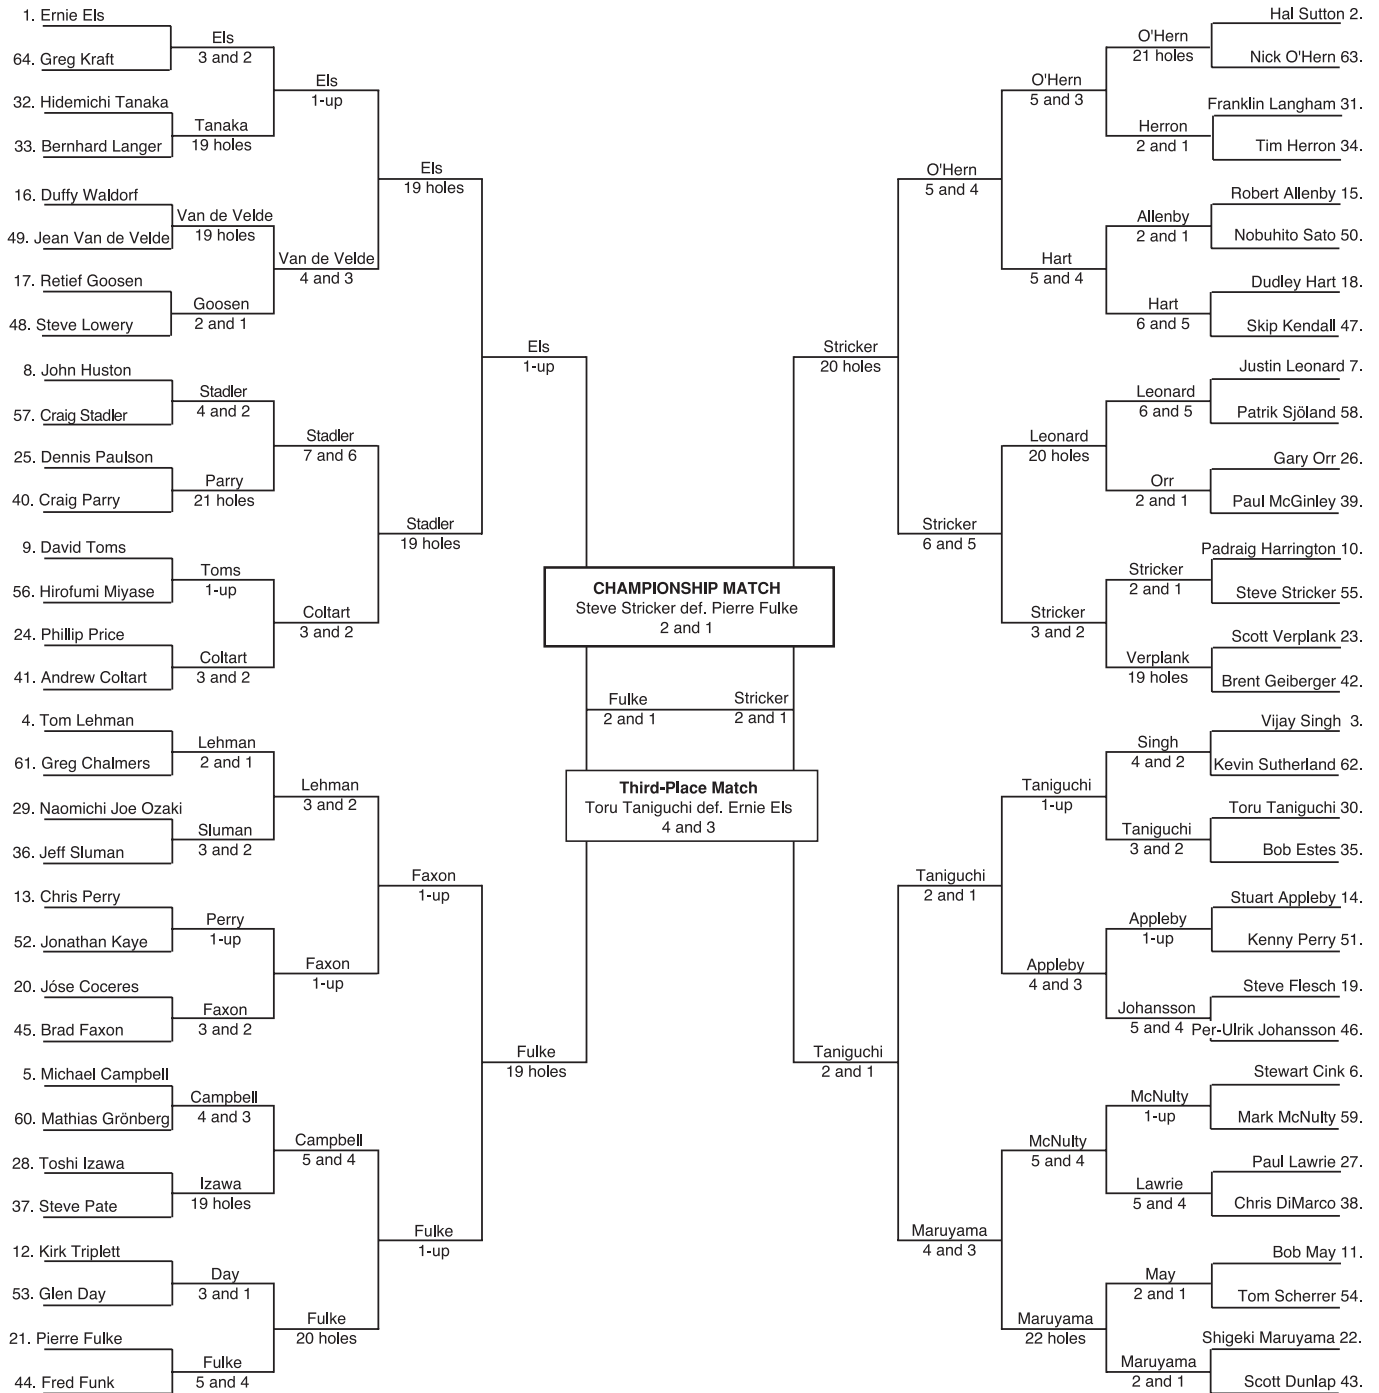 1. Ernie Els
64. Greg Kraft
32. Hidemichi Tanaka
33. Bernhard Langer
16. Duffy Waldorf
49. Jean Van de Velde
17. Retief Goosen
48. Steve Lowery
8. John Huston
57. Craig Stadler
25. Dennis Paulson
40. Craig Parry
9. David Toms
56. Hirofumi Miyase
24. Phillip Price
41. Andrew Coltart
4. Tom Lehman
61. Greg Chalmers
29. Naomichi Joe Ozaki
36. Jeff Sluman
13. Chris Perry
52. Jonathan Kaye
20. Jóse Coceres
45. Brad Faxon
5. Michael Campbell
60. Mathias Grönberg
28. Toshi Izawa
37. Steve Pate
12. Kirk Triplett
53. Glen Day
21. Pierre Fulke
44. Fred Funk
Els
3 and 2
Tanaka
19 holes
Van de Velde
19 holes
Goosen
2 and 1
Stadler
4 and 2
Parry
21 holes
Toms
1-up
Coltart
3 and 2
Lehman
2 and 1
Sluman
3 and 2
Perry
1-up
Faxon
3 and 2
Campbell
4 and 3
Izawa
19 holes
Day
3 and 1
Fulke
5 and 4
Els
1-up
Van de Velde
4 and 3
Stadler
7 and 6
Coltart
3 and 2
Lehman
3 and 2
Faxon
1-up
Campbell
5 and 4
Fulke
20 holes
Els
19 holes
Stadler
19 holes
Faxon
1-up
Fulke
1-up
Els
1-up
Fulke
19 holes
CHAMPIONSHIP MATCH
Steve Stricker def. Pierre Fulke
2 and 1
Fulke
2 and 1
Stricker
2 and 1
Third-Place Match
Toru Taniguchi def. Ernie Els
4 and 3
Stricker
20 holes
Taniguchi
2 and 1
O'Hern
5 and 4
Stricker
6 and 5
Taniguchi
2 and 1
Maruyama
4 and 3
O'Hern
5 and 3
Hart
5 and 4
Leonard
20 holes
Stricker
3 and 2
Taniguchi
1-up
Appleby
4 and 3
McNulty
5 and 4
Maruyama
22 holes
O'Hern
21 holes
Herron
2 and 1
Allenby
2 and 1
Hart
6 and 5
Leonard
6 and 5
Orr
2 and 1
Stricker
2 and 1
Verplank
19 holes
Singh
4 and 2
Taniguchi
3 and 2
Appleby
1-up
Johansson
5 and 4
McNulty
1-up
Lawrie
5 and 4
May
2 and 1
Maruyama
2 and 1
Hal Sutton 2.
Nick O'Hern 63.
Franklin Langham 31.
Tim Herron 34.
Robert Allenby 15.
Nobuhito Sato 50.
Dudley Hart 18.
Skip Kendall 47.
Justin Leonard 7.
Patrik Sjöland 58.
Gary Orr 26.
Paul McGinley 39.
Padraig Harrington 10.
Steve Stricker 55.
Scott Verplank 23.
Brent Geiberger 42.
Vijay Singh 3.
Kevin Sutherland 62.
Toru Taniguchi 30.
Bob Estes 35.
Stuart Appleby 14.
Kenny Perry 51.
Steve Flesch 19.
Per-Ulrik Johansson 46.
Stewart Cink 6.
Mark McNulty 59.
Paul Lawrie 27.
Chris DiMarco 38.
Bob May 11.
Tom Scherrer 54.
Shigeki Maruyama 22.
Scott Dunlap 43.